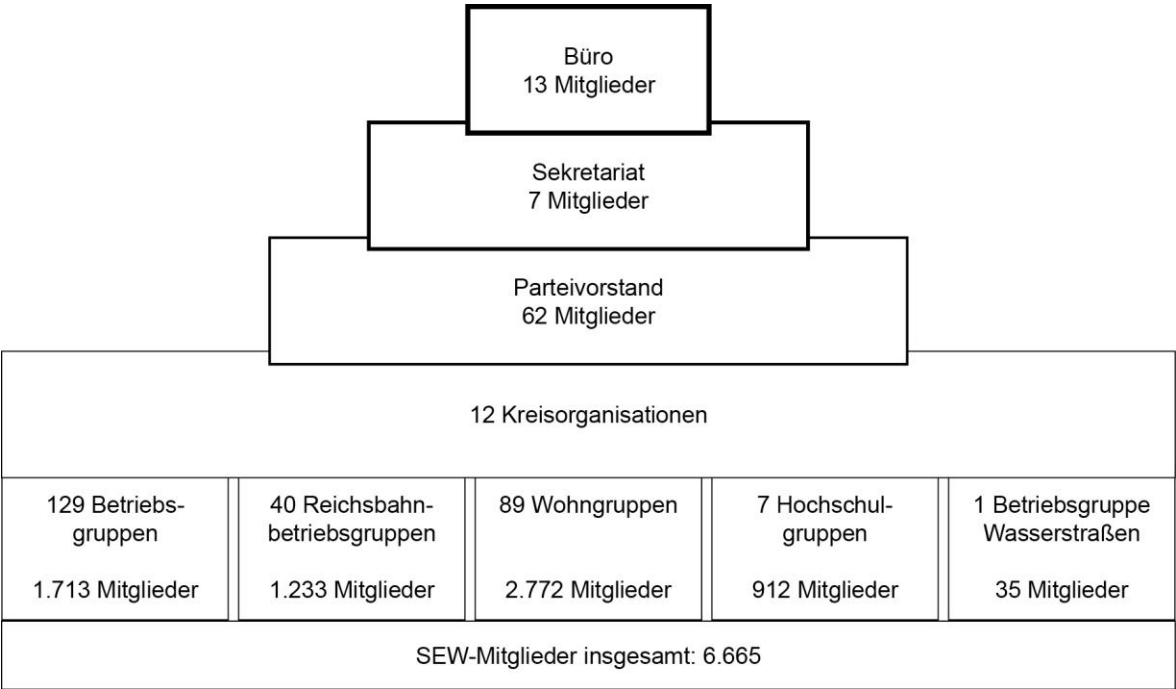 Büro
13 Mitglieder
Sekretariat
7 Mitglieder
Parteivorstand
62 Mitglieder
12 Kreisorganisationen
129 Betriebs-
gruppen
1.713 Mitglieder
40 Reichsbahn-
betriebsgruppen
1.233 Mitglieder
89 Wohngruppen
2.772 Mitglieder
7 Hochschul-
gruppen
912 Mitglieder
1 Betriebsgruppe
Wasserstraßen
35 Mitglieder
SEW-Mitglieder insgesamt: 6.665